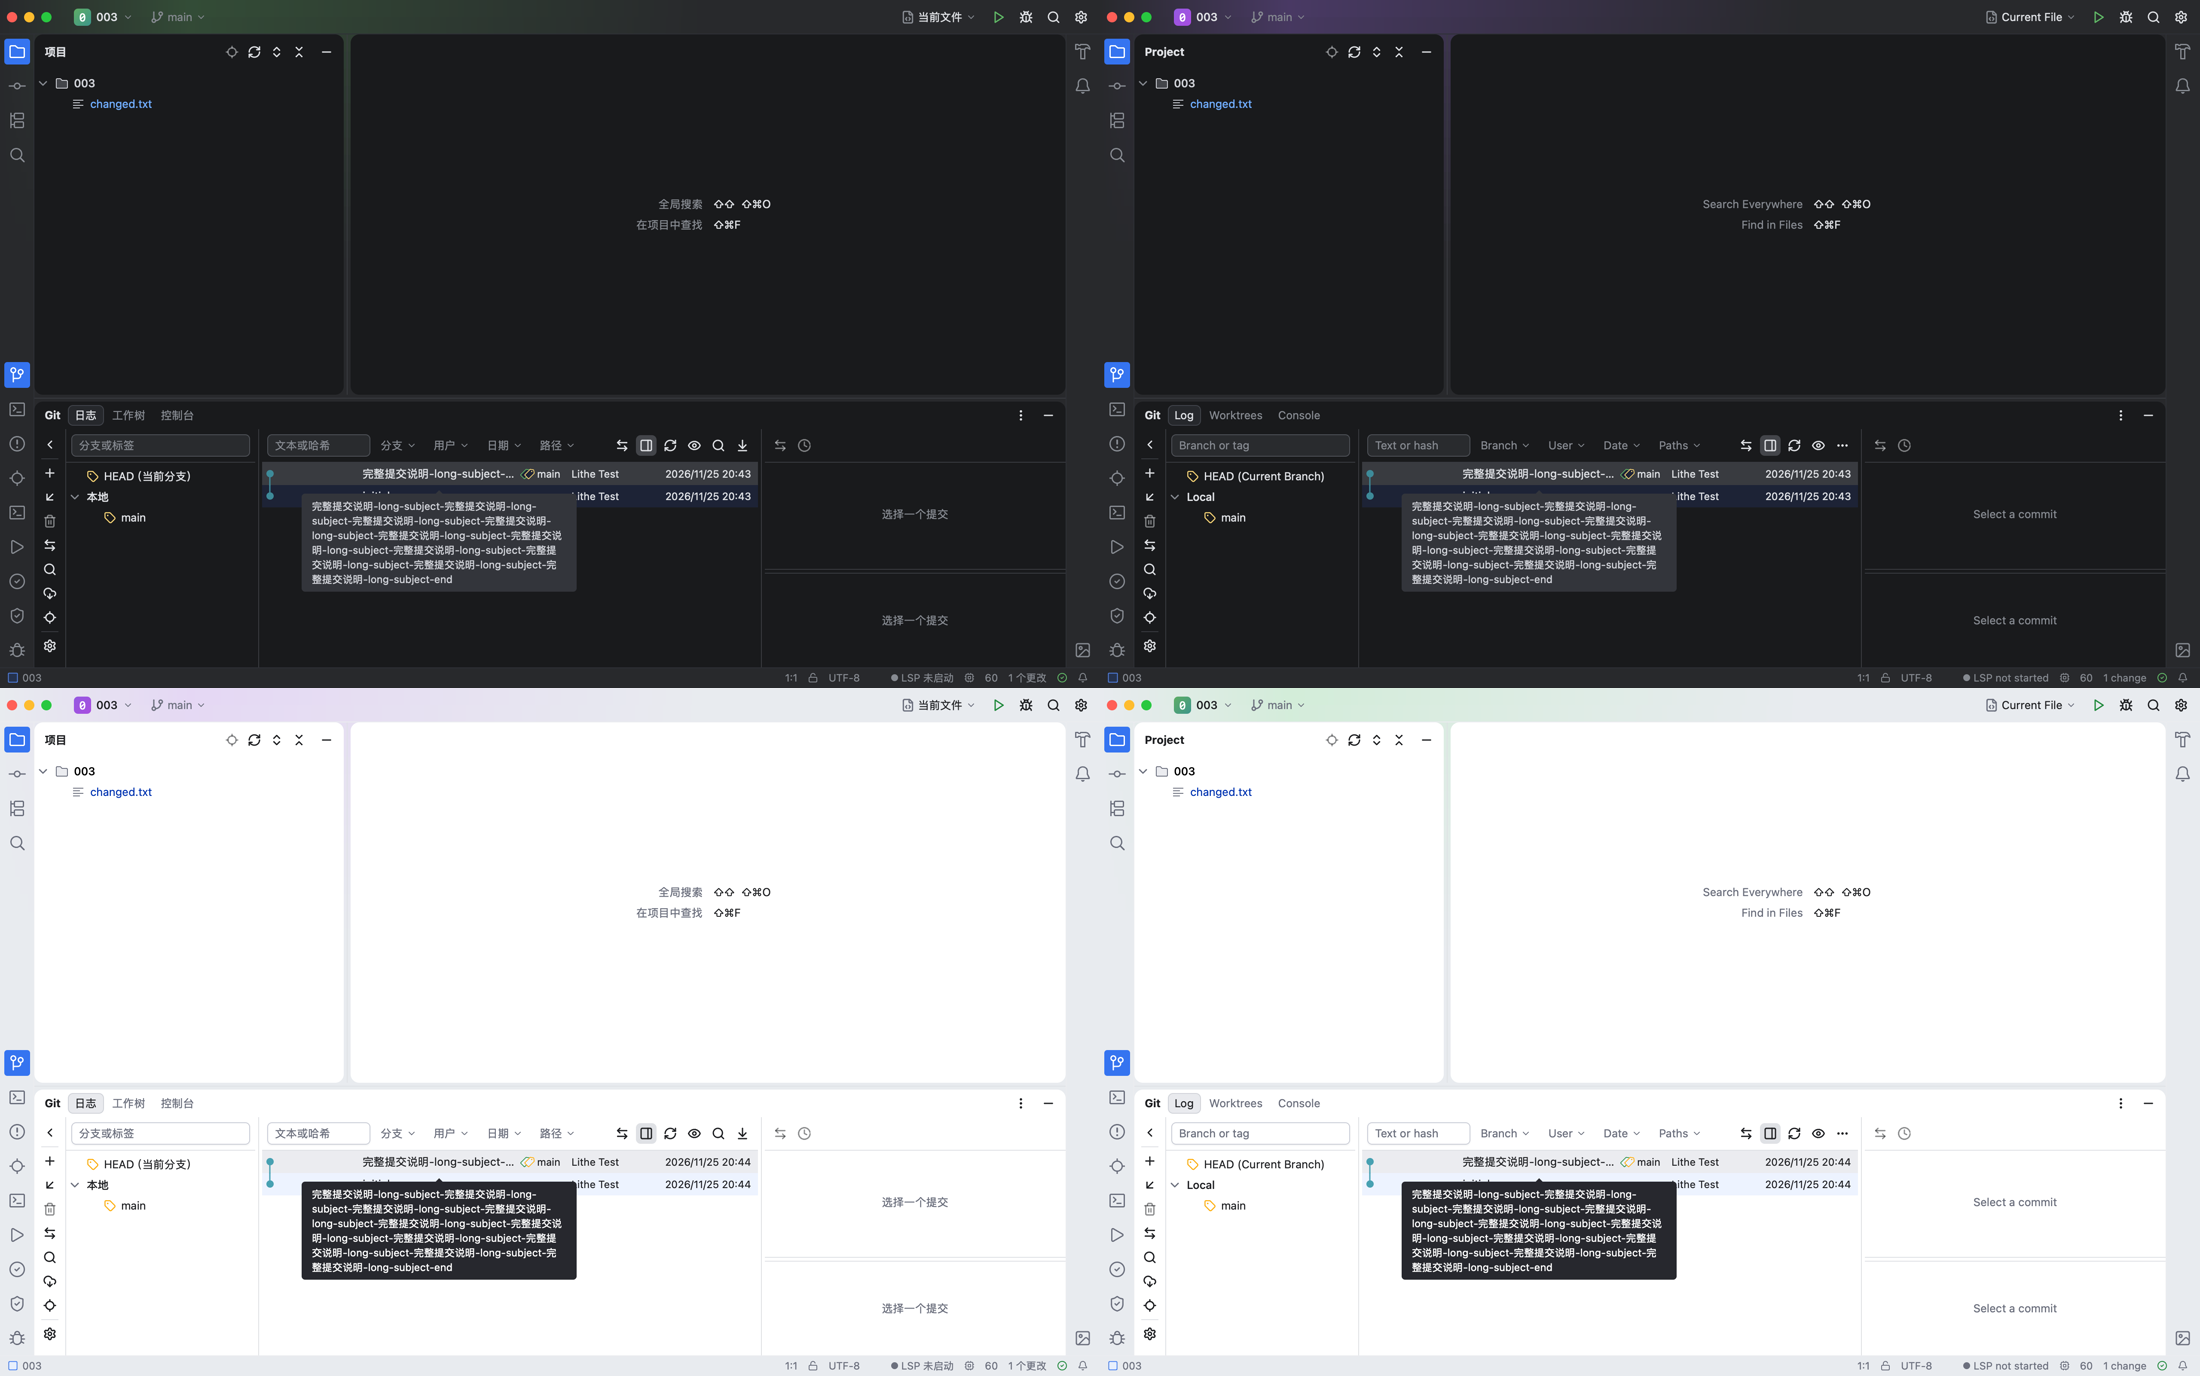 0 003 main 当前文件
项目
003
changed.txt
全局搜索 ⇧⇧ ⇧⌘O
在项目中查找 ⇧⌘F
Git 日志 工作树 控制台
分支或标签 文本或哈希 分支 用户 日期 路径
HEAD (当前分支)
本地
main
完整提交说明-long-subject-... main Lithe Test 2026/11/25 20:43
Lithe Test 2026/11/25 20:43
完整提交说明-long-subject-完整提交说明-long-
subject-完整提交说明-long-subject-完整提交说明-
long-subject-完整提交说明-long-subject-完整提交说
明-long-subject-完整提交说明-long-subject-完整提
交说明-long-subject-完整提交说明-long-subject-完
整提交说明-long-subject-end
选择一个提交
选择一个提交
003 1:1 UTF-8 LSP 未启动 60 1 个更改
0 003 main Current File
Project
003
changed.txt
Search Everywhere ⇧⇧ ⇧⌘O
Find in Files ⇧⌘F
Git Log Worktrees Console
Branch or tag Text or hash Branch User Date Paths
HEAD (Current Branch)
Local
main
完整提交说明-long-subject-... main Lithe Test 2026/11/25 20:43
Lithe Test 2026/11/25 20:43
完整提交说明-long-subject-完整提交说明-long-
subject-完整提交说明-long-subject-完整提交说明-
long-subject-完整提交说明-long-subject-完整提交说
明-long-subject-完整提交说明-long-subject-完整提
交说明-long-subject-完整提交说明-long-subject-完
整提交说明-long-subject-end
Select a commit
Select a commit
003 1:1 UTF-8 LSP not started 60 1 change
0 003 main 当前文件
项目
003
changed.txt
全局搜索 ⇧⇧ ⇧⌘O
在项目中查找 ⇧⌘F
Git 日志 工作树 控制台
分支或标签 文本或哈希 分支 用户 日期 路径
HEAD (当前分支)
本地
main
完整提交说明-long-subject-... main Lithe Test 2026/11/25 20:44
Lithe Test 2026/11/25 20:44
完整提交说明-long-subject-完整提交说明-long-
subject-完整提交说明-long-subject-完整提交说明-
long-subject-完整提交说明-long-subject-完整提交说
明-long-subject-完整提交说明-long-subject-完整提
交说明-long-subject-完整提交说明-long-subject-完
整提交说明-long-subject-end
选择一个提交
选择一个提交
003 1:1 UTF-8 LSP 未启动 60 1 个更改
0 003 main Current File
Project
003
changed.txt
Search Everywhere ⇧⇧ ⇧⌘O
Find in Files ⇧⌘F
Git Log Worktrees Console
Branch or tag Text or hash Branch User Date Paths
HEAD (Current Branch)
Local
main
完整提交说明-long-subject-... main Lithe Test 2026/11/25 20:44
Lithe Test 2026/11/25 20:44
完整提交说明-long-subject-完整提交说明-long-
subject-完整提交说明-long-subject-完整提交说明-
long-subject-完整提交说明-long-subject-完整提交说
明-long-subject-完整提交说明-long-subject-完整提
交说明-long-subject-完整提交说明-long-subject-完
整提交说明-long-subject-end
Select a commit
Select a commit
003 1:1 UTF-8 LSP not started 60 1 change